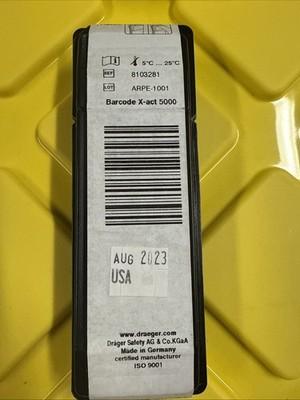 5°C ... 25°C
REF 8103281
LOT ARPE-1001
Barcode X-act 5000
AUG 2023
USA
www.draeger.com
Dräger Safety AG & Co.KGaA
Made in Germany
certified manufacturer
ISO 9001